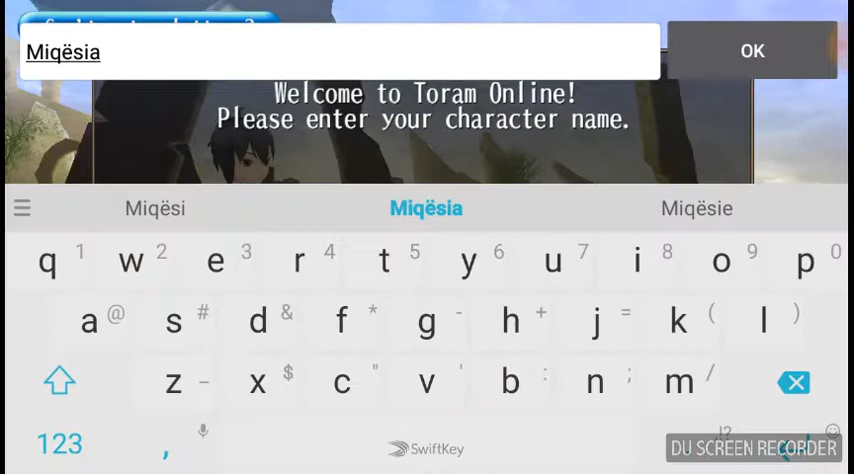 Miqësia
OK
Welcome to Toram Online!
Please enter your character name.
Miqësi Miqësia Miqësie
q 1 w 2 e 3 r 4 t 5 y 6 u 7 i 8 o 9 p 0
a @ s # d & f * g - h + j = k ( l )
z _ x $ c " v ' b : n ; m /
123 , SwiftKey !?
DU SCREEN RECORDER